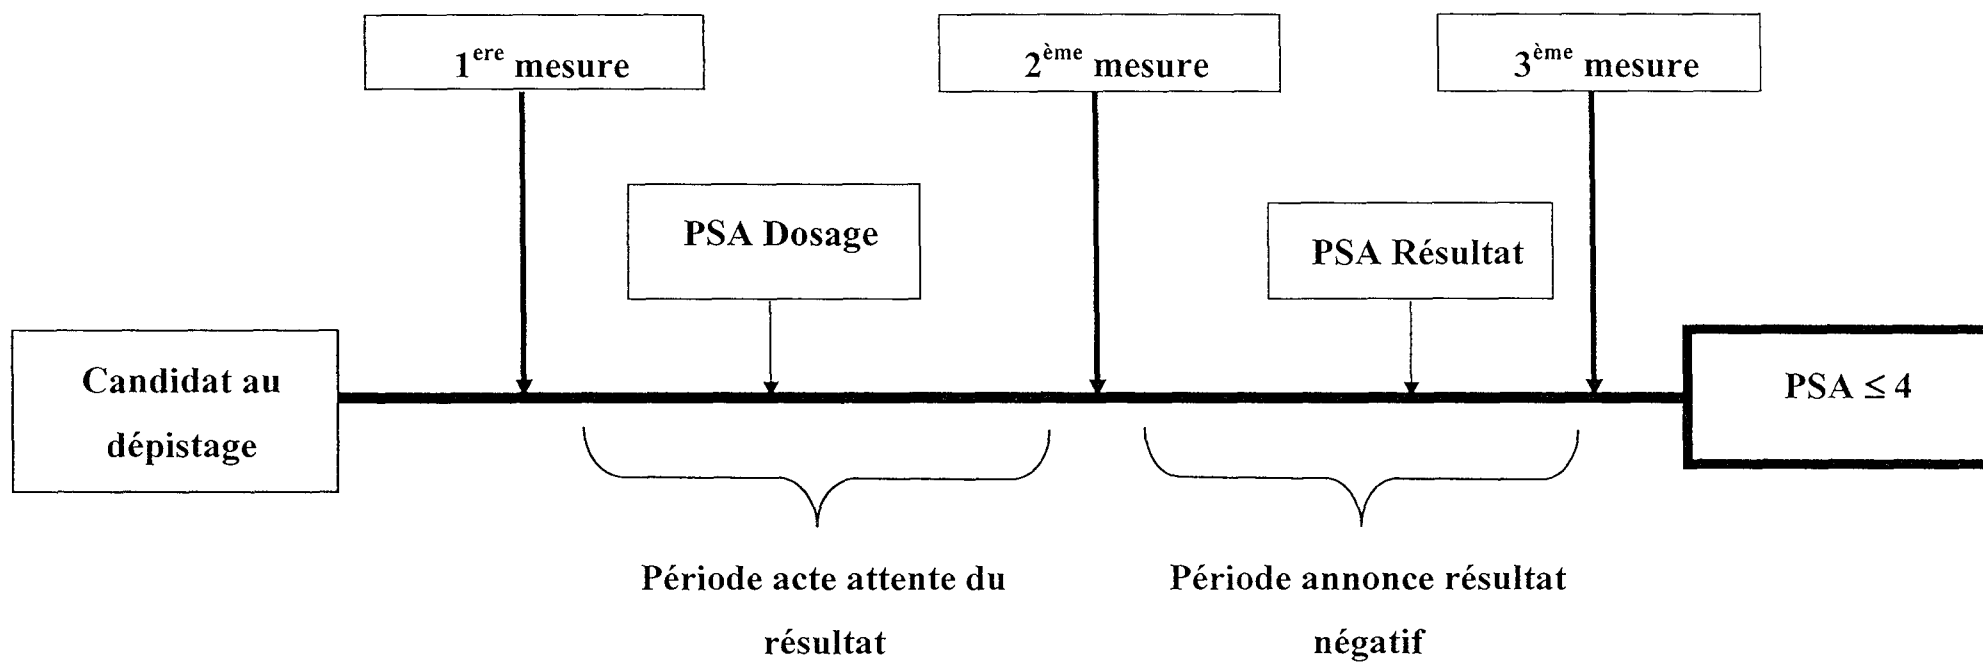 1ere mesure
2ème mesure
3ème mesure
PSA Dosage
PSA Résultat
Candidat au
dépistage
PSA ≤ 4
Période acte attente du
résultat
Période annonce résultat
négatif